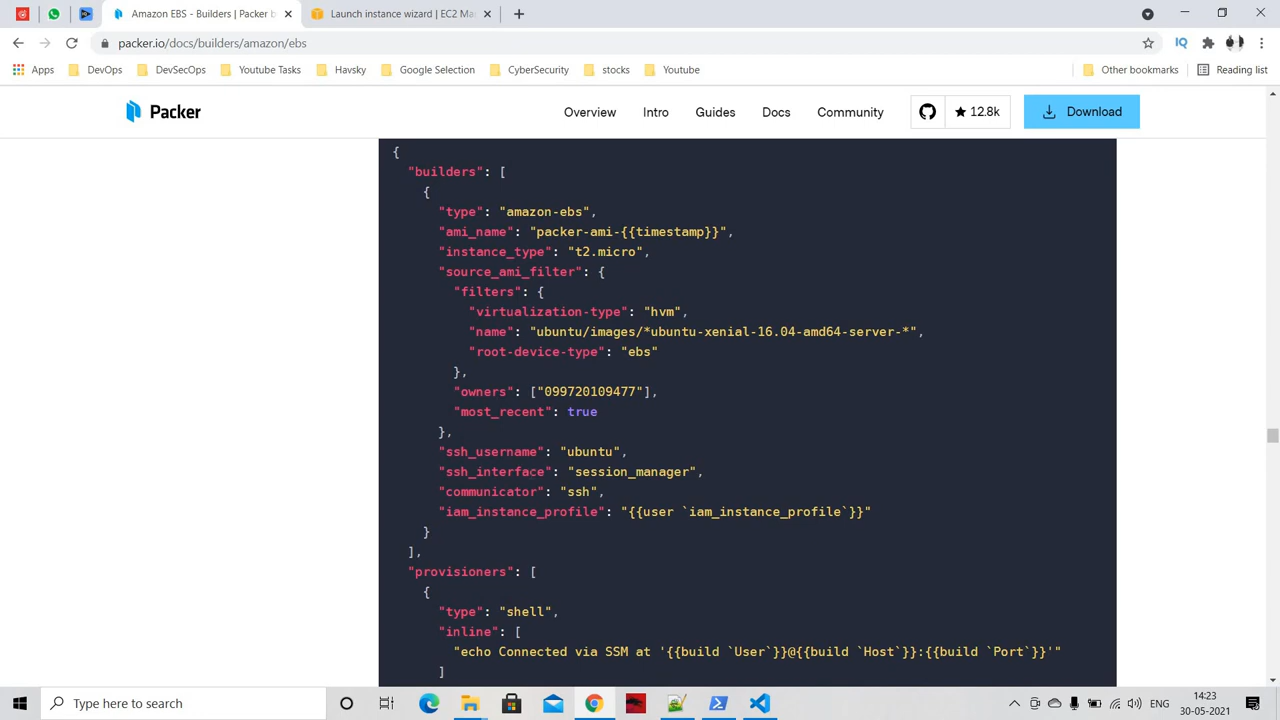 Amazon EBS - Builders | Packer b
Launch instance wizard | EC2 Ma
packer.io/docs/builders/amazon/ebs
Apps
DevOps
DevSecOps
Youtube Tasks
Havsky
Google Selection
CyberSecurity
stocks
Youtube
Other bookmarks
Reading list
Packer
Overview
Intro
Guides
Docs
Community
12.8k
Download
{
"builders": [
{
"type": "amazon-ebs",
"ami_name": "packer-ami-{{timestamp}}",
"instance_type": "t2.micro",
"source_ami_filter": {
"filters": {
"virtualization-type": "hvm",
"name": "ubuntu/images/*ubuntu-xenial-16.04-amd64-server-*",
"root-device-type": "ebs"
},
"owners": ["099720109477"],
"most_recent": true
},
"ssh_username": "ubuntu",
"ssh_interface": "session_manager",
"communicator": "ssh",
"iam_instance_profile": "{{user `iam_instance_profile`}}"
}
],
"provisioners": [
{
"type": "shell",
"inline": [
"echo Connected via SSM at '{{build `User`}}@{{build `Host`}}:{{build `Port`}}'"
]
Type here to search
ENG
14:23
30-05-2021